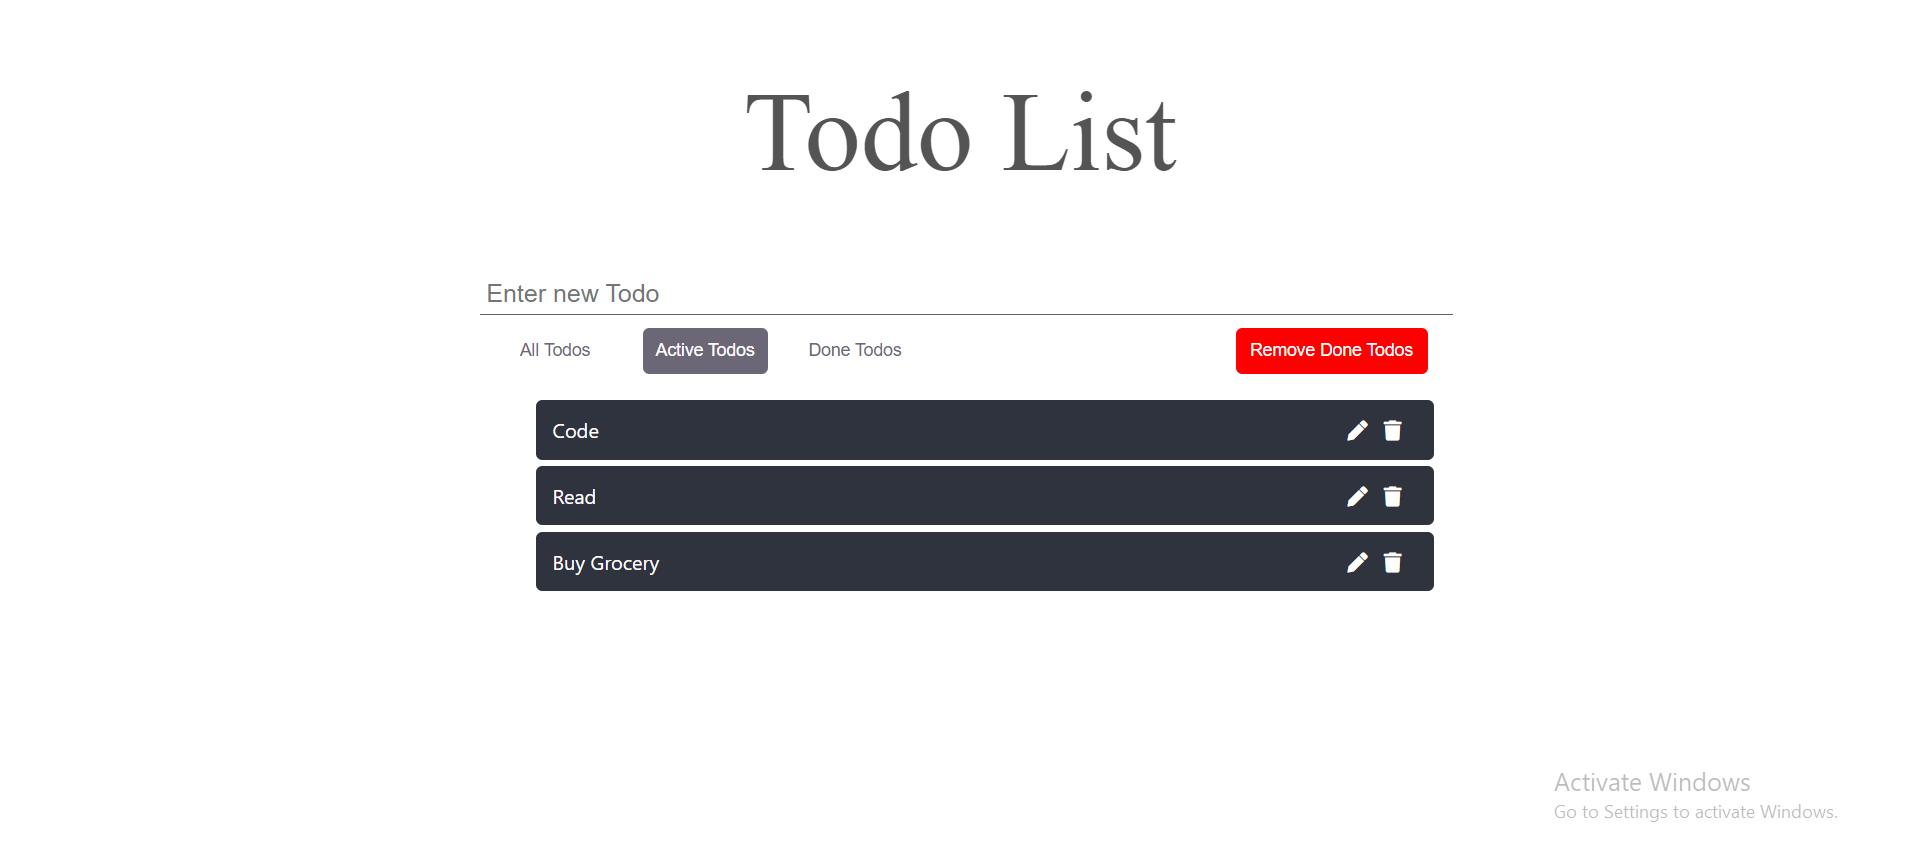 Todo List
Enter new Todo
All Todos Active Todos Done Todos Remove Done Todos
Code
Read
Buy Grocery
Activate Windows
Go to Settings to activate Windows.